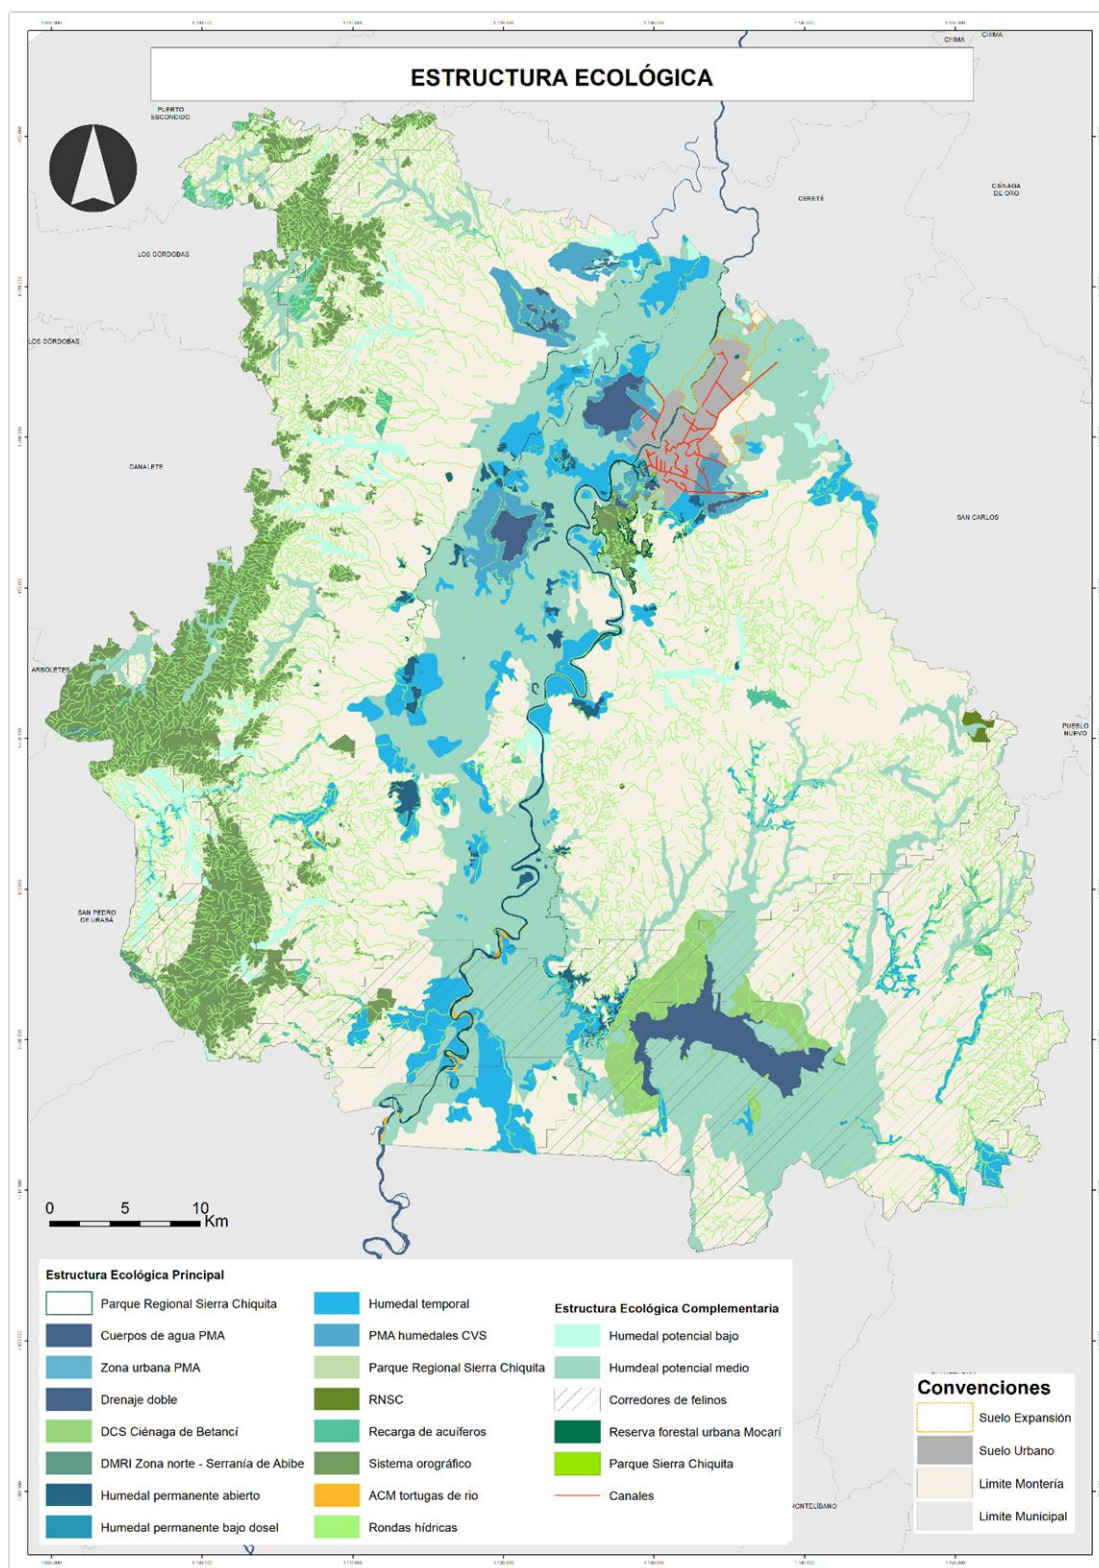 CHIMA
CHIMA
ESTRUCTURA ECOLÓGICA
PUERTO
ESCONDIDO
CERETÉ
CIÉNAGA
DE ORO
LOS CÓRDOBAS
LOS CÓRDOBAS
CANALETE
SAN CARLOS
ARBOLETES
PUEBLO
NUEVO
SAN PEDRO
DE URABÁ
0 5 10
Km
Estructura Ecológica Principal
Parque Regional Sierra Chiquita
Cuerpos de agua PMA
Zona urbana PMA
Drenaje doble
DCS Ciénaga de Betancí
DMRI Zona norte - Serranía de Abibe
Humedal permanente abierto
Humedal permanente bajo dosel
Humedal temporal
PMA humedales CVS
Parque Regional Sierra Chiquita
RNSC
Recarga de acuíferos
Sistema orográfico
ACM tortugas de rio
Rondas hídricas
Estructura Ecológica Complementaria
Humedal potencial bajo
Humdeal potencial medio
Corredores de felinos
Reserva forestal urbana Mocarí
Parque Sierra Chiquita
Canales
MONTELÍBANO
Convenciones
Suelo Expansión
Suelo Urbano
Limite Montería
Limite Municipal